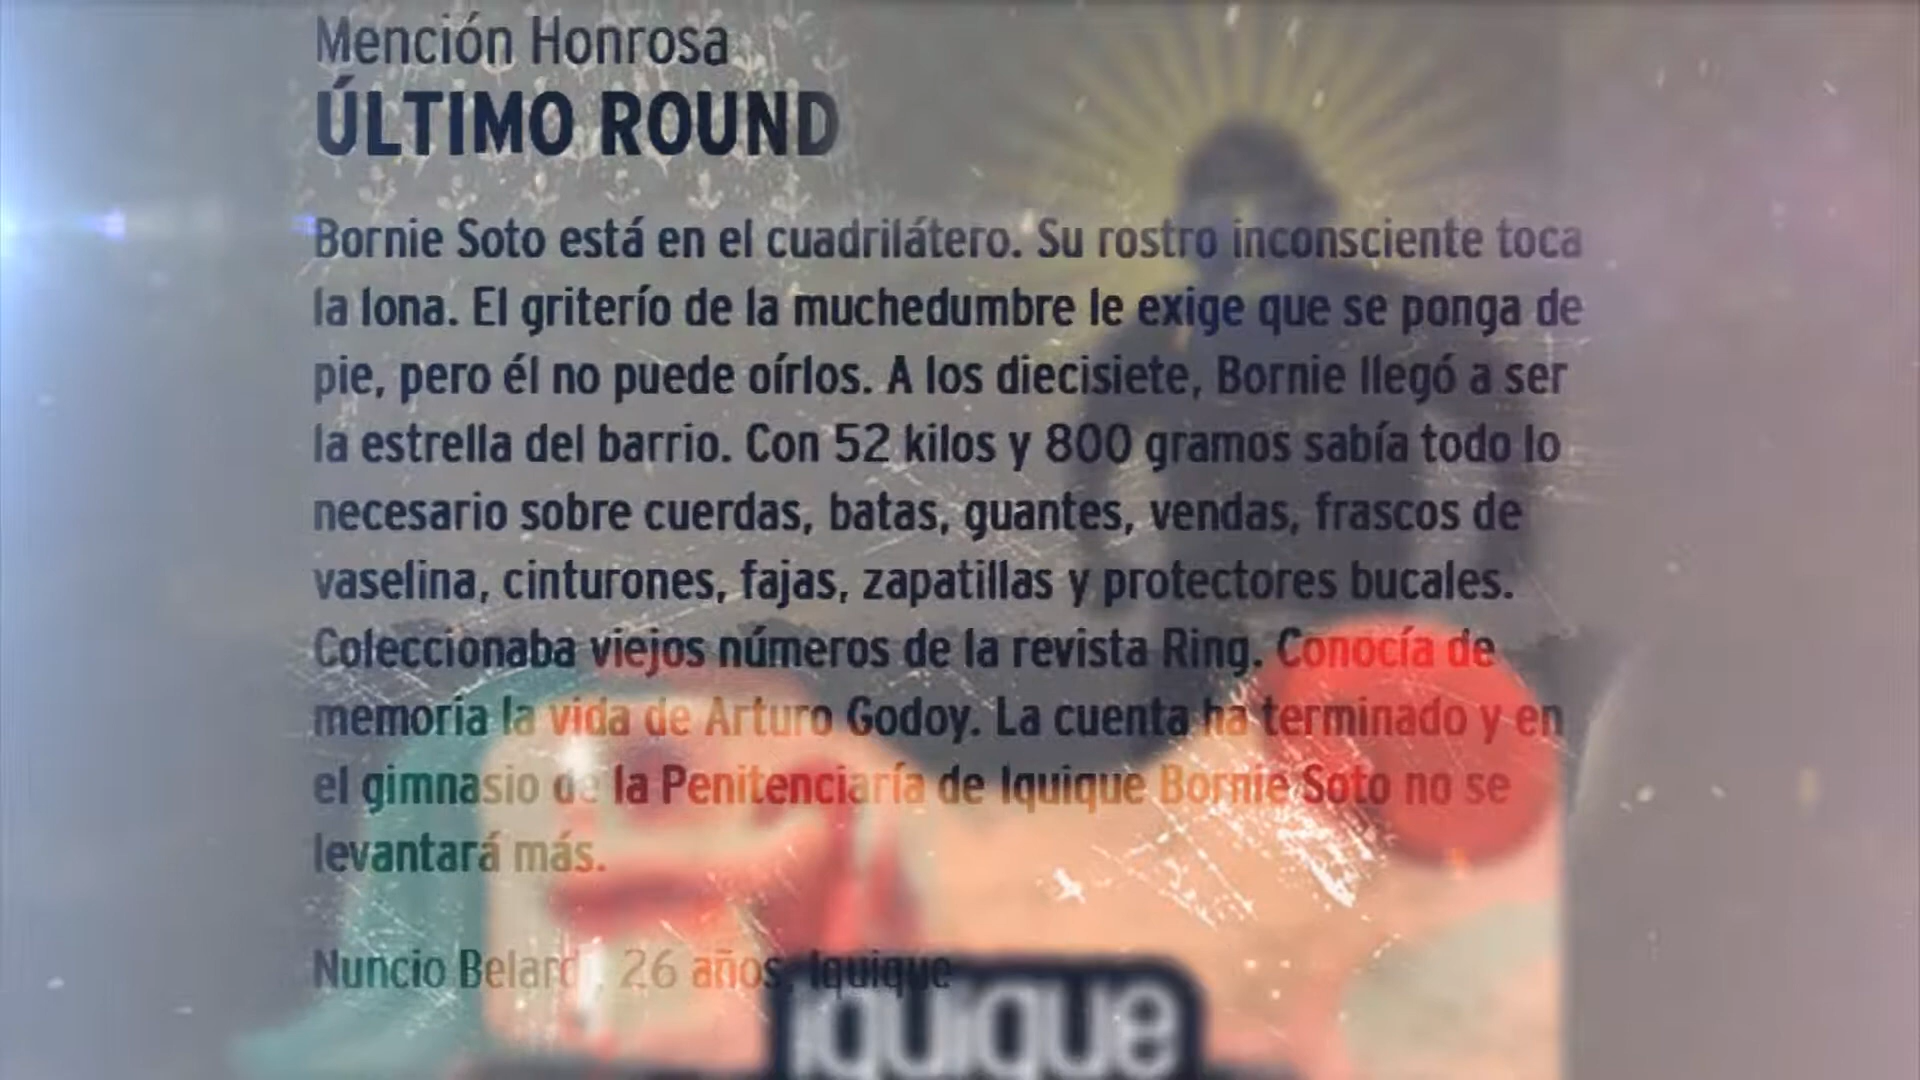 Mención Honrosa
ÚLTIMO ROUND
Bornie Soto está en el cuadrilátero. Su rostro inconsciente toca
la lona. El griterío de la muchedumbre le exige que se ponga de
pie, pero él no puede oírlos. A los diecisiete, Bornie llegó a ser
la estrella del barrio. Con 52 kilos y 800 gramos sabía todo lo
necesario sobre cuerdas, batas, guantes, vendas, frascos de
vaselina, cinturones, fajas, zapatillas y protectores bucales.
Coleccionaba viejos números de la revista Ring. Conocía de
memoria la vida de Arturo Godoy. La cuenta ha terminado y en
el gimnasio de la Penitenciaría de Iquique Bornie Soto no se
levantará más.
Nuncio , 26 años, Iquique
iquique